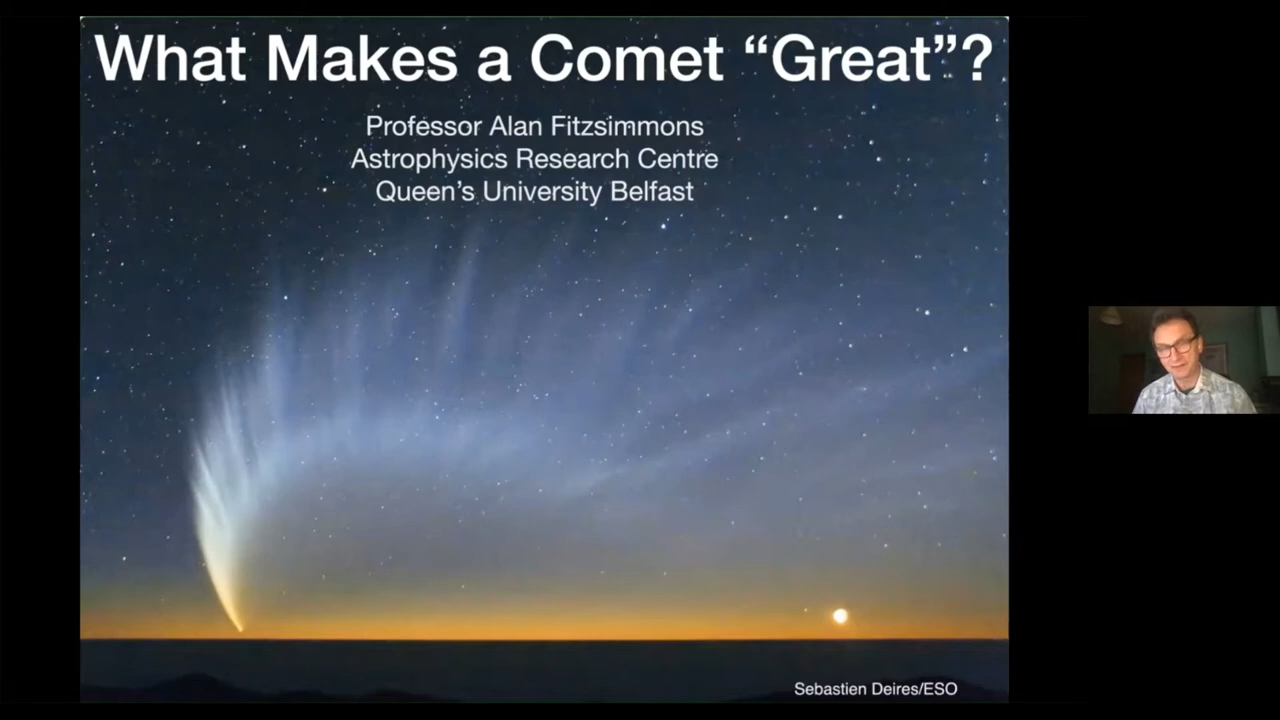 What Makes a Comet “Great”?
Professor Alan Fitzsimmons
Astrophysics Research Centre
Queen’s University Belfast
Sebastien Deires/ESO